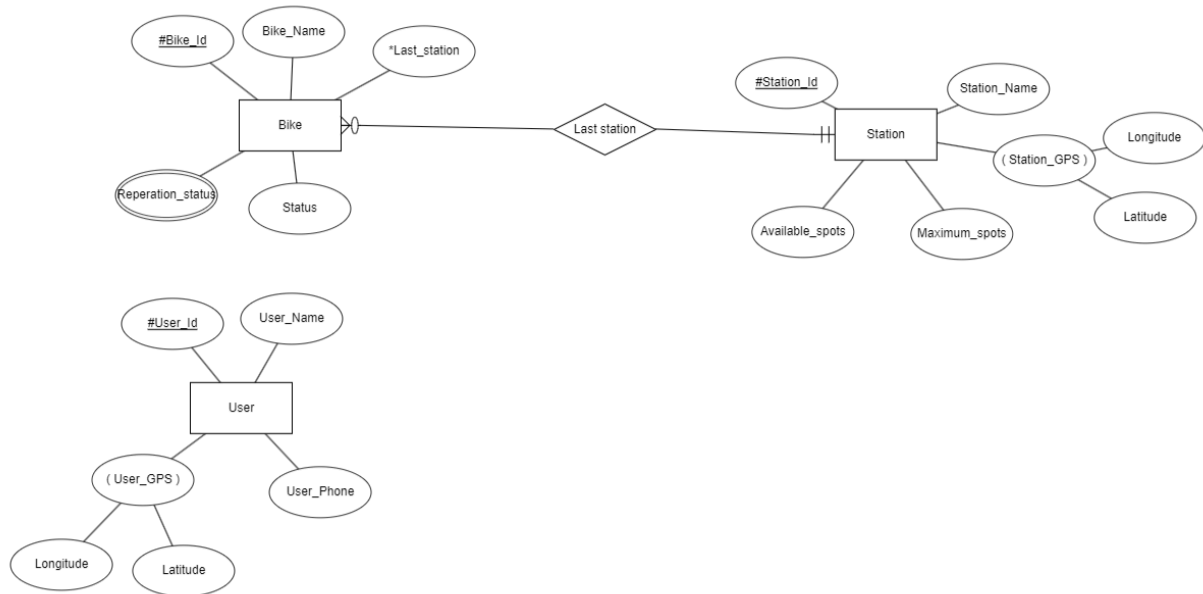 Bike_Name
#Bike_Id
*Last_station
Bike
Reperation_status
Status
Last station
#Station_Id
Station_Name
Station
( Station_GPS )
Longitude
Latitude
Available_spots
Maximum_spots
#User_Id
User_Name
User
( User_GPS )
User_Phone
Longitude
Latitude